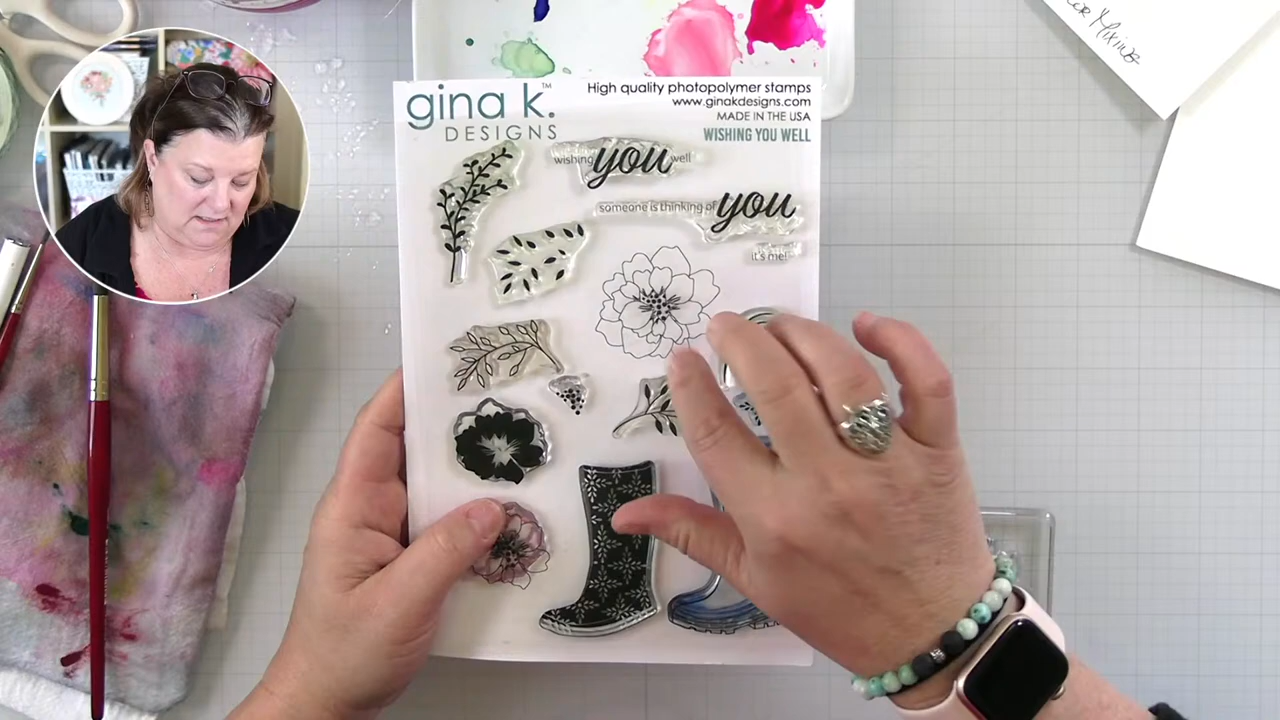 gina k.™
DESIGNS
High quality photopolymer stamps
www.ginakdesigns.com
MADE IN THE USA
WISHING YOU WELL
wishing you well
someone is thinking of you
it's me!